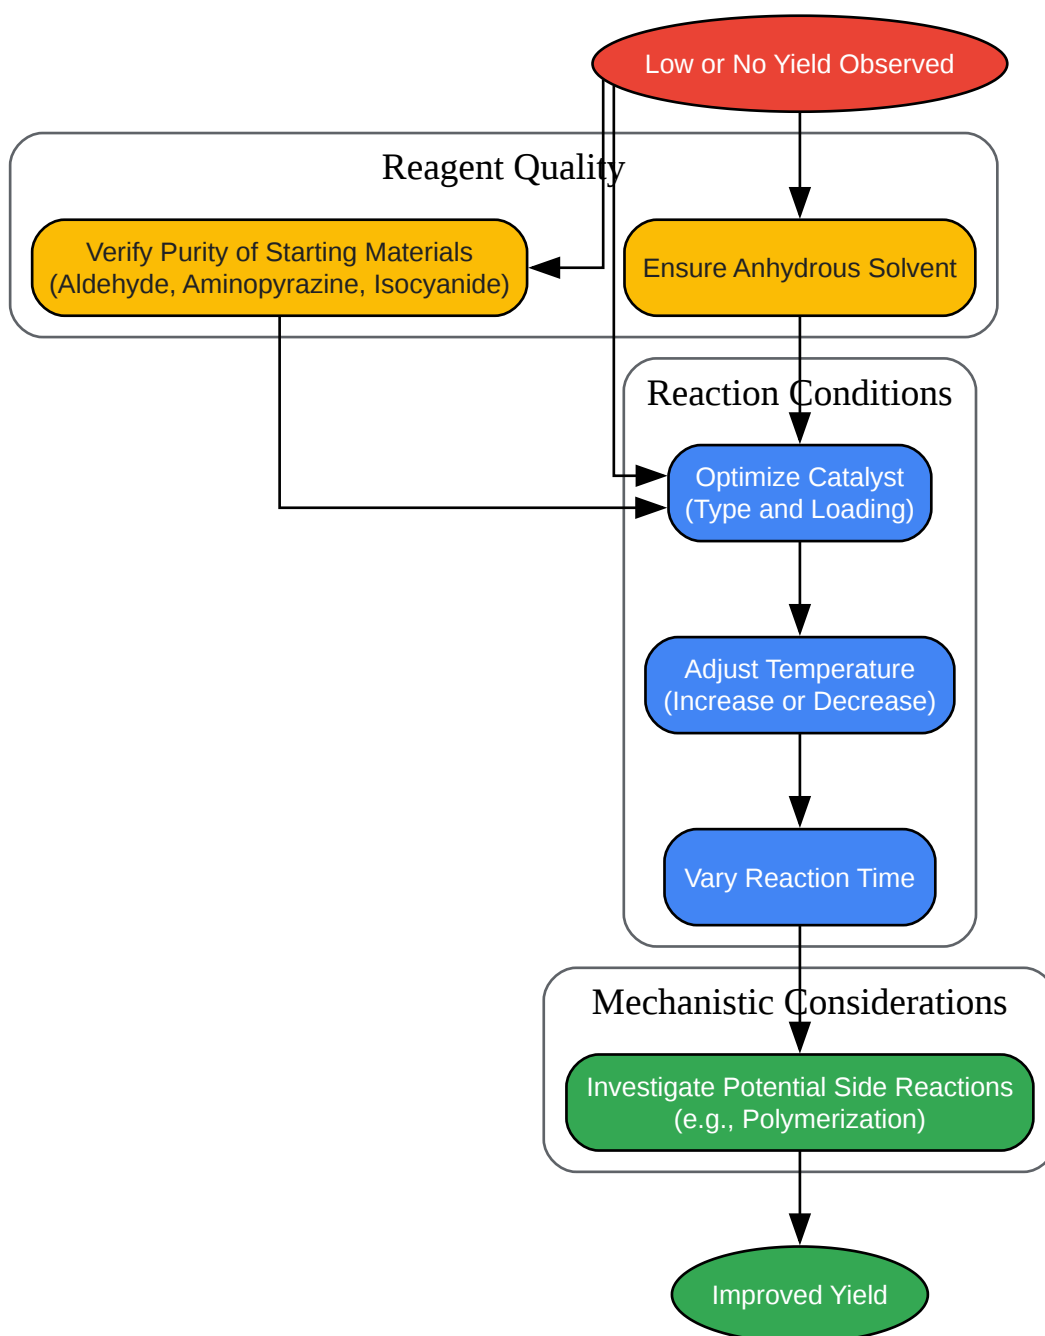 Low or No Yield Observed
Reagent Quality
Verify Purity of Starting Materials
(Aldehyde, Aminopyrazine, Isocyanide)
Ensure Anhydrous Solvent
Reaction Conditions
Optimize Catalyst
(Type and Loading)
Adjust Temperature
(Increase or Decrease)
Vary Reaction Time
Mechanistic Considerations
Investigate Potential Side Reactions
(e.g., Polymerization)
Improved Yield